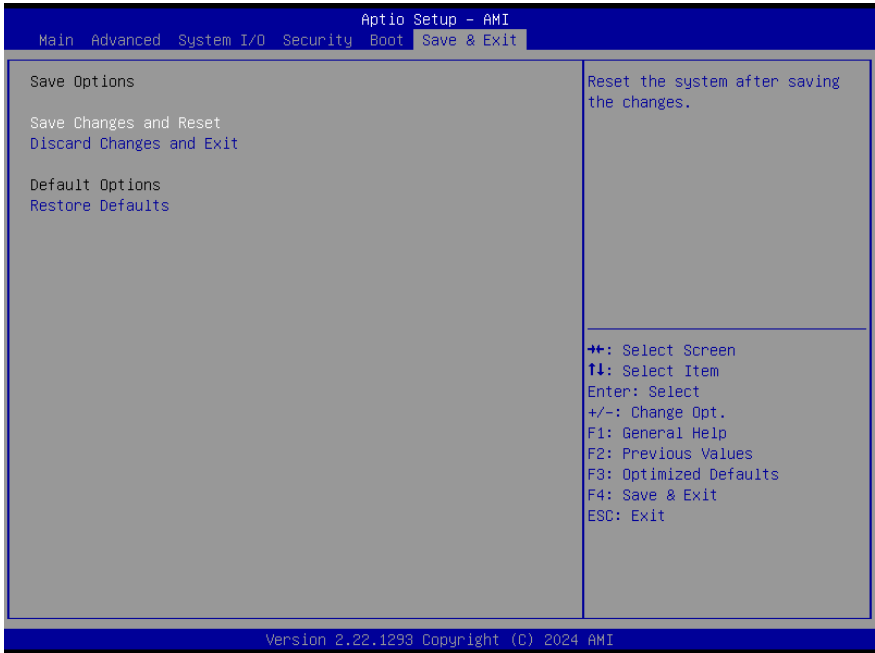 Aptio Setup – AMI
Main Advanced System I/O Security Boot Save & Exit
Save Options
Save Changes and Reset
Discard Changes and Exit
Default Options
Restore Defaults
Reset the system after saving
the changes.
→←: Select Screen
↑↓: Select Item
Enter: Select
+/-: Change Opt.
F1: General Help
F2: Previous Values
F3: Optimized Defaults
F4: Save & Exit
ESC: Exit
Version 2.22.1293 Copyright (C) 2024 AMI